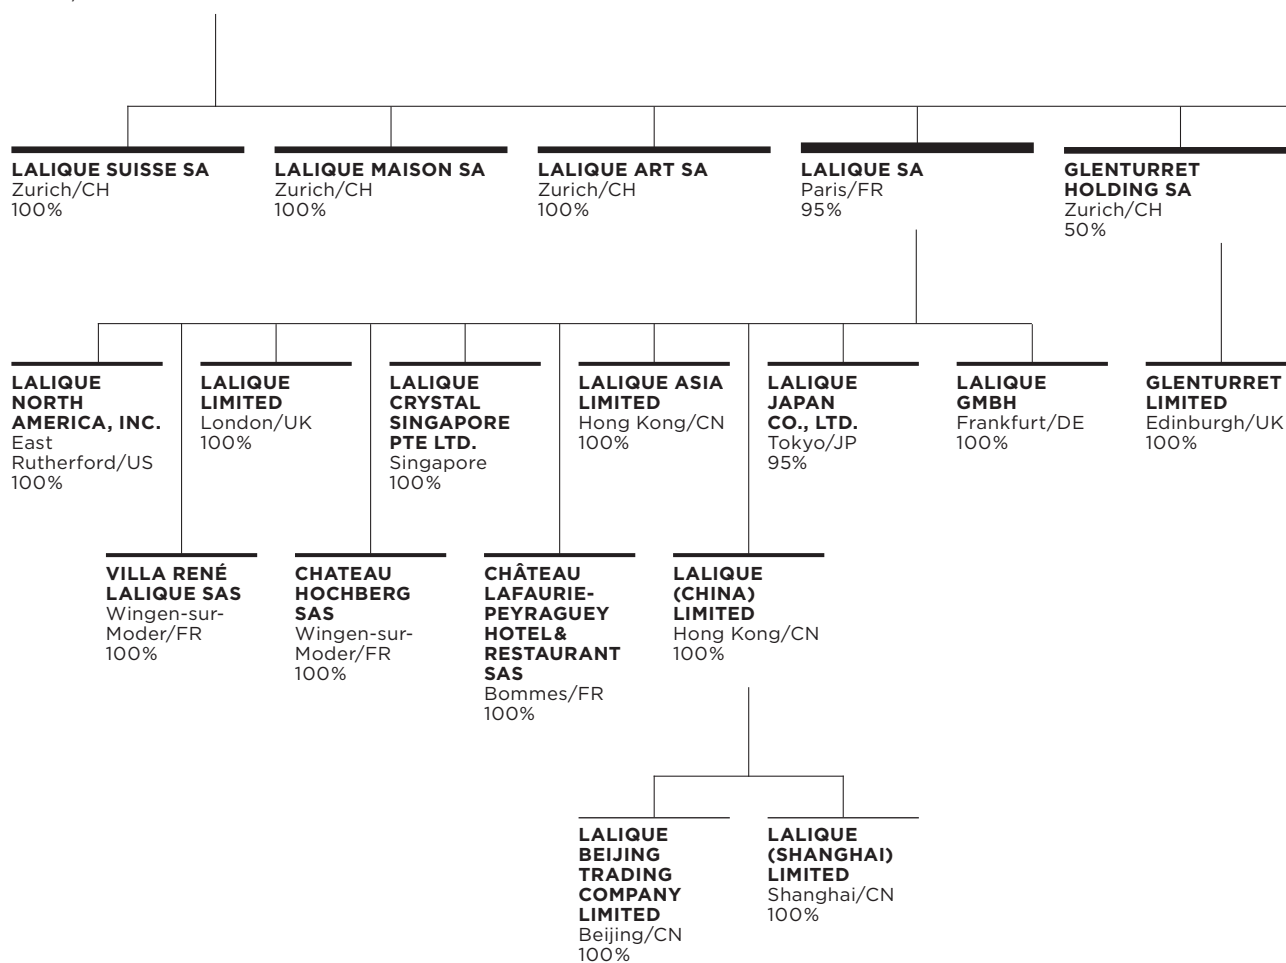 LALIQUE SUISSE SA
Zurich/CH
100%
LALIQUE MAISON SA
Zurich/CH
100%
LALIQUE ART SA
Zurich/CH
100%
LALIQUE SA
Paris/FR
95%
GLENTURRET
HOLDING SA
Zurich/CH
50%
LALIQUE
NORTH
AMERICA, INC.
East
Rutherford/US
100%
LALIQUE
LIMITED
London/UK
100%
LALIQUE
CRYSTAL
SINGAPORE
PTE LTD.
Singapore
100%
LALIQUE ASIA
LIMITED
Hong Kong/CN
100%
LALIQUE
JAPAN
CO., LTD.
Tokyo/JP
95%
LALIQUE
GMBH
Frankfurt/DE
100%
GLENTURRET
LIMITED
Edinburgh/UK
100%
VILLA RENÉ
LALIQUE SAS
Wingen-sur-
Moder/FR
100%
CHATEAU
HOCHBERG
SAS
Wingen-sur-
Moder/FR
100%
CHÂTEAU
LAFAURIE-
PEYRAGUEY
HOTEL&
RESTAURANT
SAS
Bommes/FR
100%
LALIQUE
(CHINA)
LIMITED
Hong Kong/CN
100%
LALIQUE
BEIJING
TRADING
COMPANY
LIMITED
Beijing/CN
100%
LALIQUE
(SHANGHAI)
LIMITED
Shanghai/CN
100%